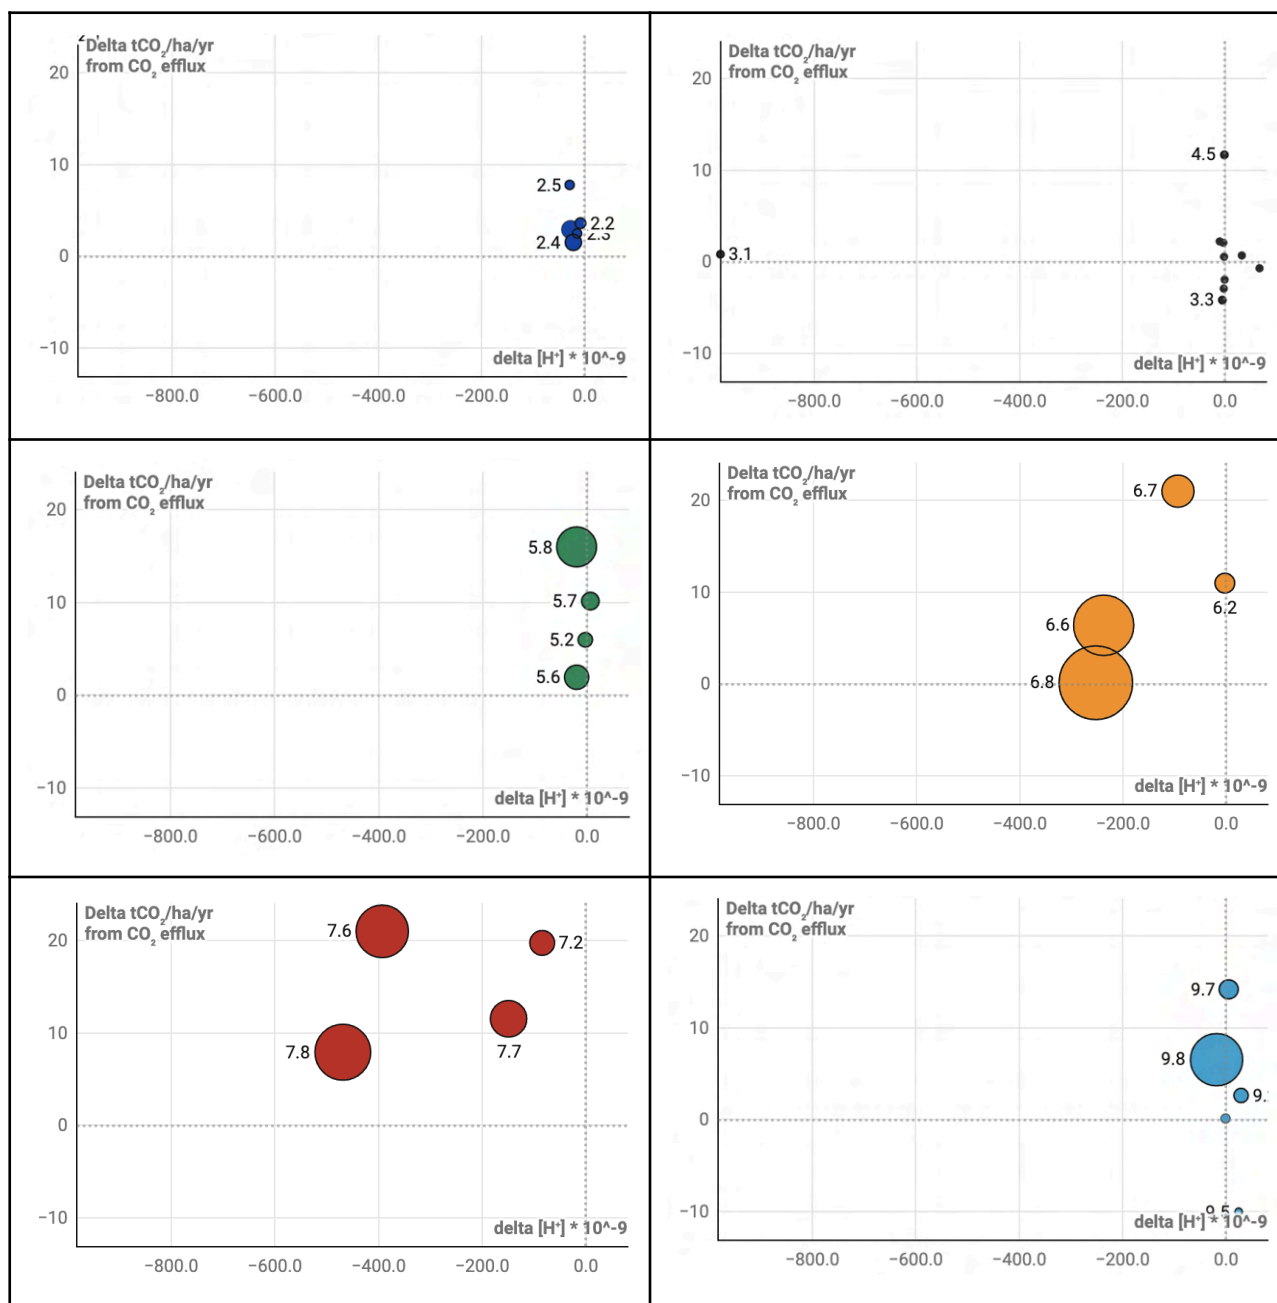 Delta tCO₂/ha/yr
from CO₂ efflux
20
10
0
−10
2.5
2.2
2.3
2.4
delta [H⁺] * 10^-9
−800.0 −600.0 −400.0 −200.0 0.0
Delta tCO₂/ha/yr
from CO₂ efflux
20
10
0
−10
4.5
3.1
3.3
delta [H⁺] * 10^-9
−800.0 −600.0 −400.0 −200.0 0.0
Delta tCO₂/ha/yr
from CO₂ efflux
20
10
0
−10
5.8
5.7
5.2
5.6
delta [H⁺] * 10^-9
−800.0 −600.0 −400.0 −200.0 0.0
Delta tCO₂/ha/yr
from CO₂ efflux
20
10
0
−10
6.7
6.2
6.6
6.8
delta [H⁺] * 10^-9
−800.0 −600.0 −400.0 −200.0 0.0
Delta tCO₂/ha/yr
from CO₂ efflux
20
10
0
−10
7.6
7.2
7.7
7.8
delta [H⁺] * 10^-9
−800.0 −600.0 −400.0 −200.0 0.0
Delta tCO₂/ha/yr
from CO₂ efflux
20
10
0
−10
9.7
9.8
9.5
delta [H⁺] * 10^-9
−800.0 −600.0 −400.0 −200.0 0.0